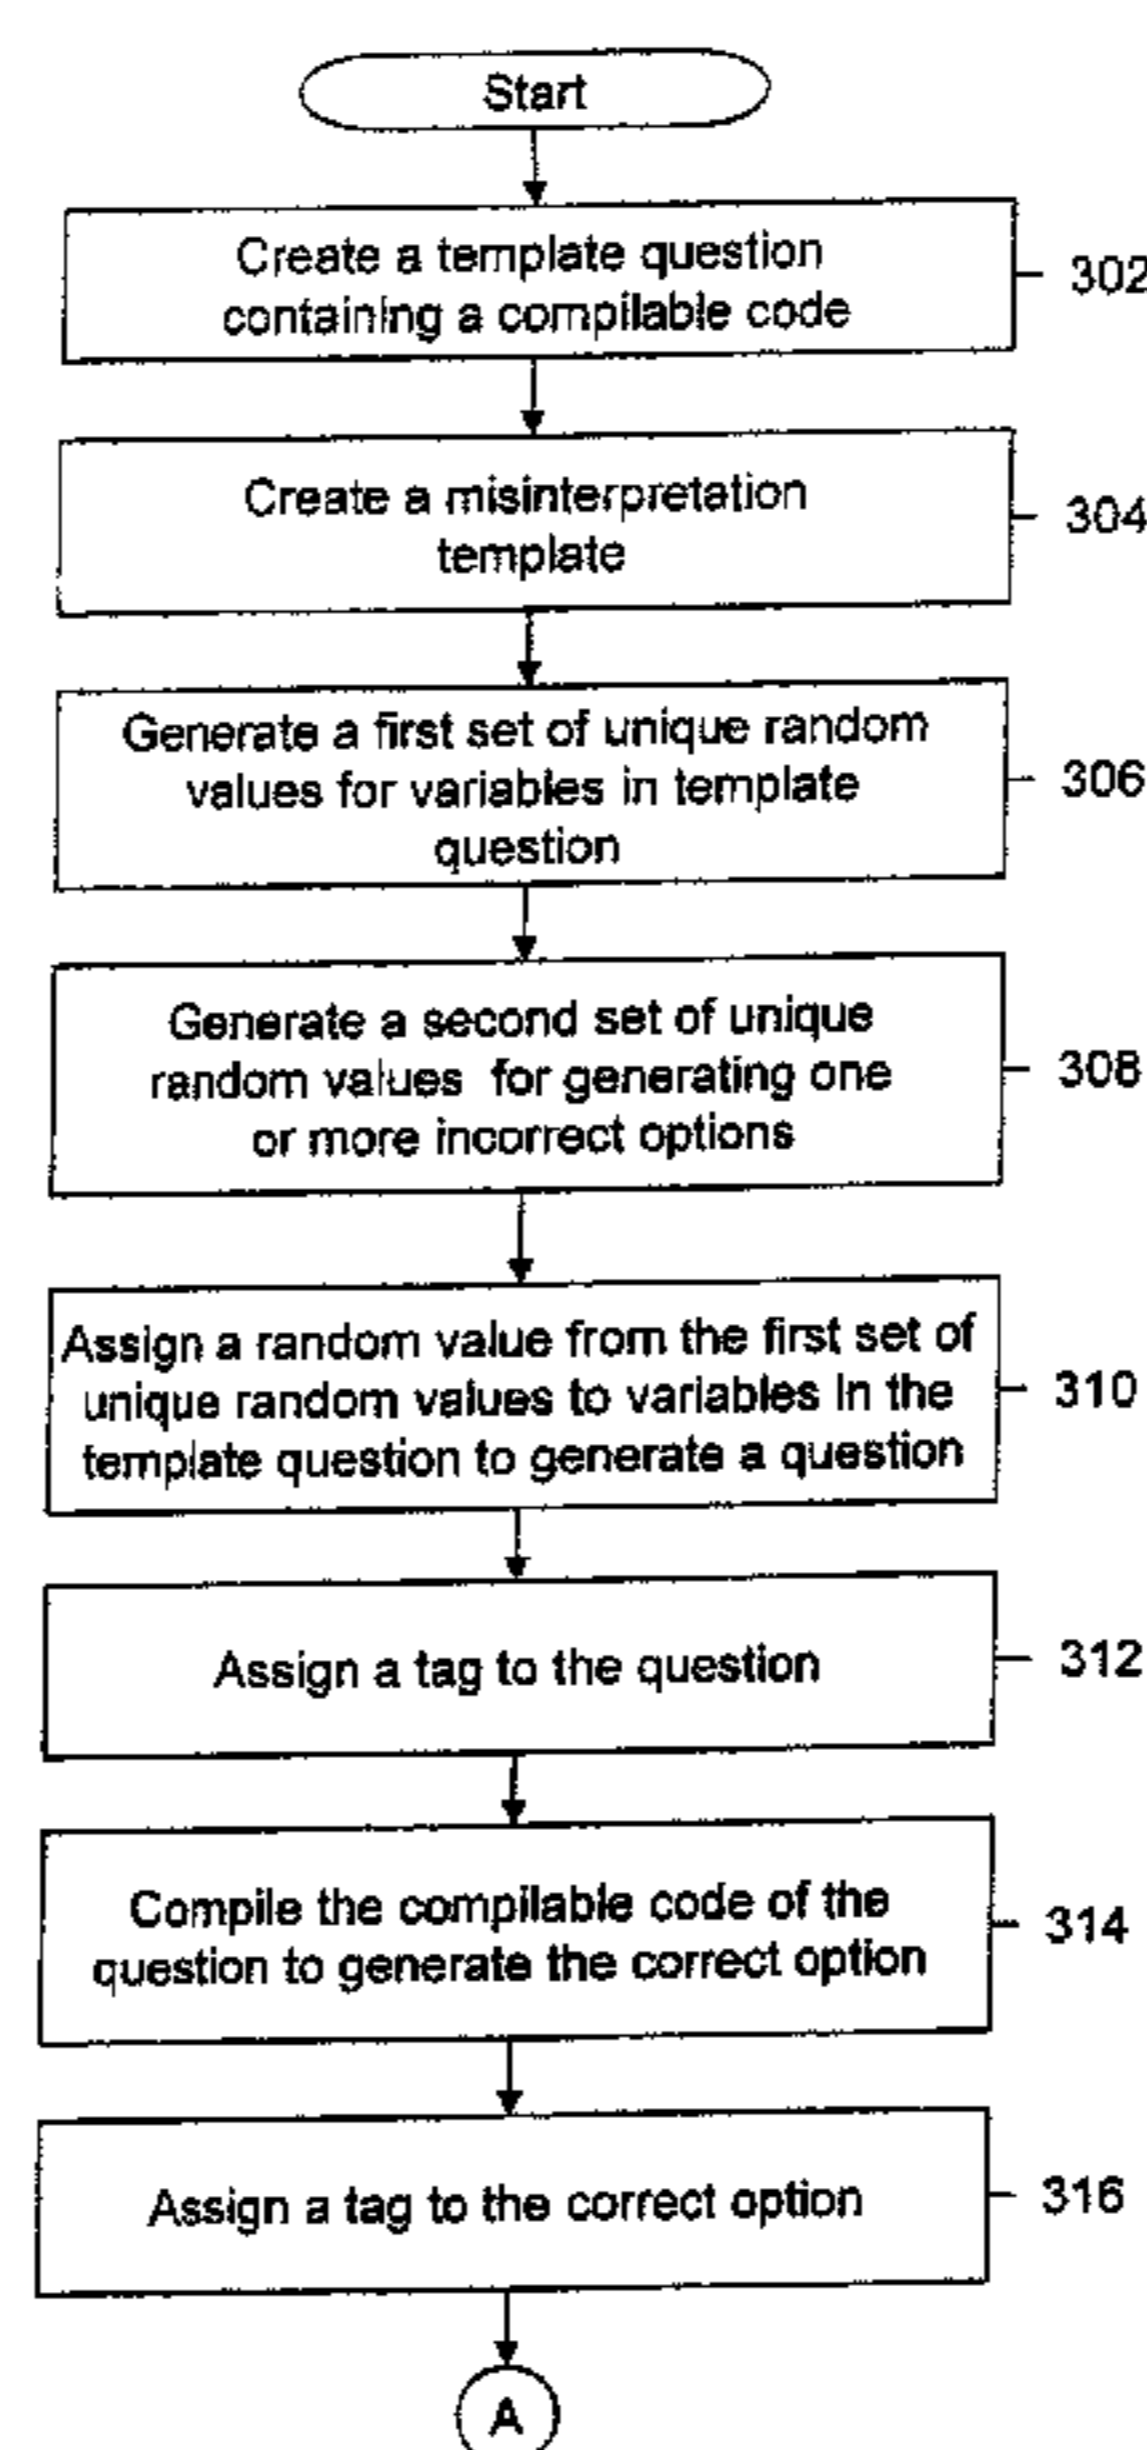 Start
Create a template question
containing a compilable code
302
Create a misinterpretation
template
304
Generate a first set of unique random
values for variables in template
question
306
Generate a second set of unique
random values for generating one
or more incorrect options
308
Assign a random value from the first set of
unique random values to variables in the
template question to generate a question
310
Assign a tag to the question
312
Compile the compilable code of the
question to generate the correct option
314
Assign a tag to the correct option
316
A